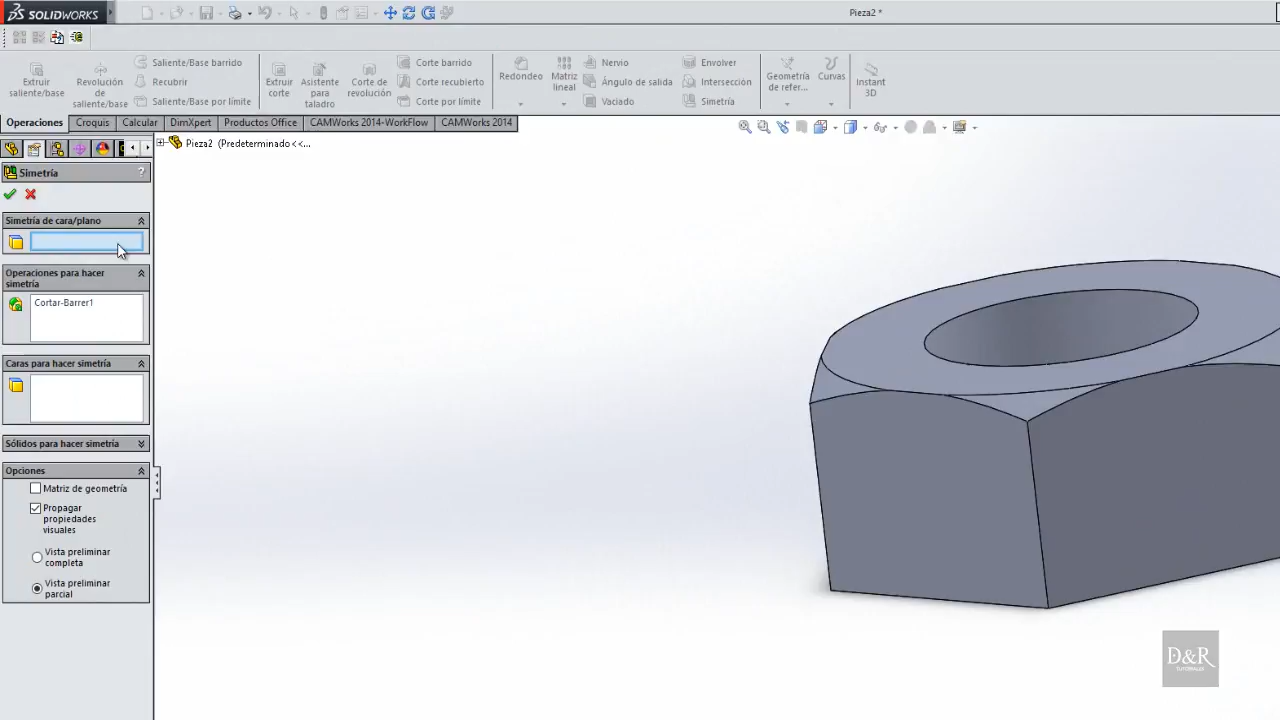 SOLIDWORKS
Pieza2 *
Extruir saliente/base
Revolución de saliente/base
Saliente/Base barrido
Recubrir
Saliente/Base por límite
Extruir corte
Asistente para taladro
Corte de revolución
Corte barrido
Corte recubierto
Corte por límite
Redondeo
Matriz lineal
Nervio
Ángulo de salida
Vaciado
Envolver
Intersección
Simetría
Geometría de refer...
Curvas
Instant 3D
Operaciones
Croquis
Calcular
DimXpert
Productos Office
CAMWorks 2014-WorkFlow
CAMWorks 2014
Pieza2 (Predeterminado <<...
Simetría
?
Simetría de cara/plano
Operaciones para hacer
simetría
Cortar-Barrer1
Caras para hacer simetría
Sólidos para hacer simetría
Opciones
Matriz de geometría
Propagar
propiedades
visuales
Vista preliminar
completa
Vista preliminar
parcial
D&R
TUTORIALES